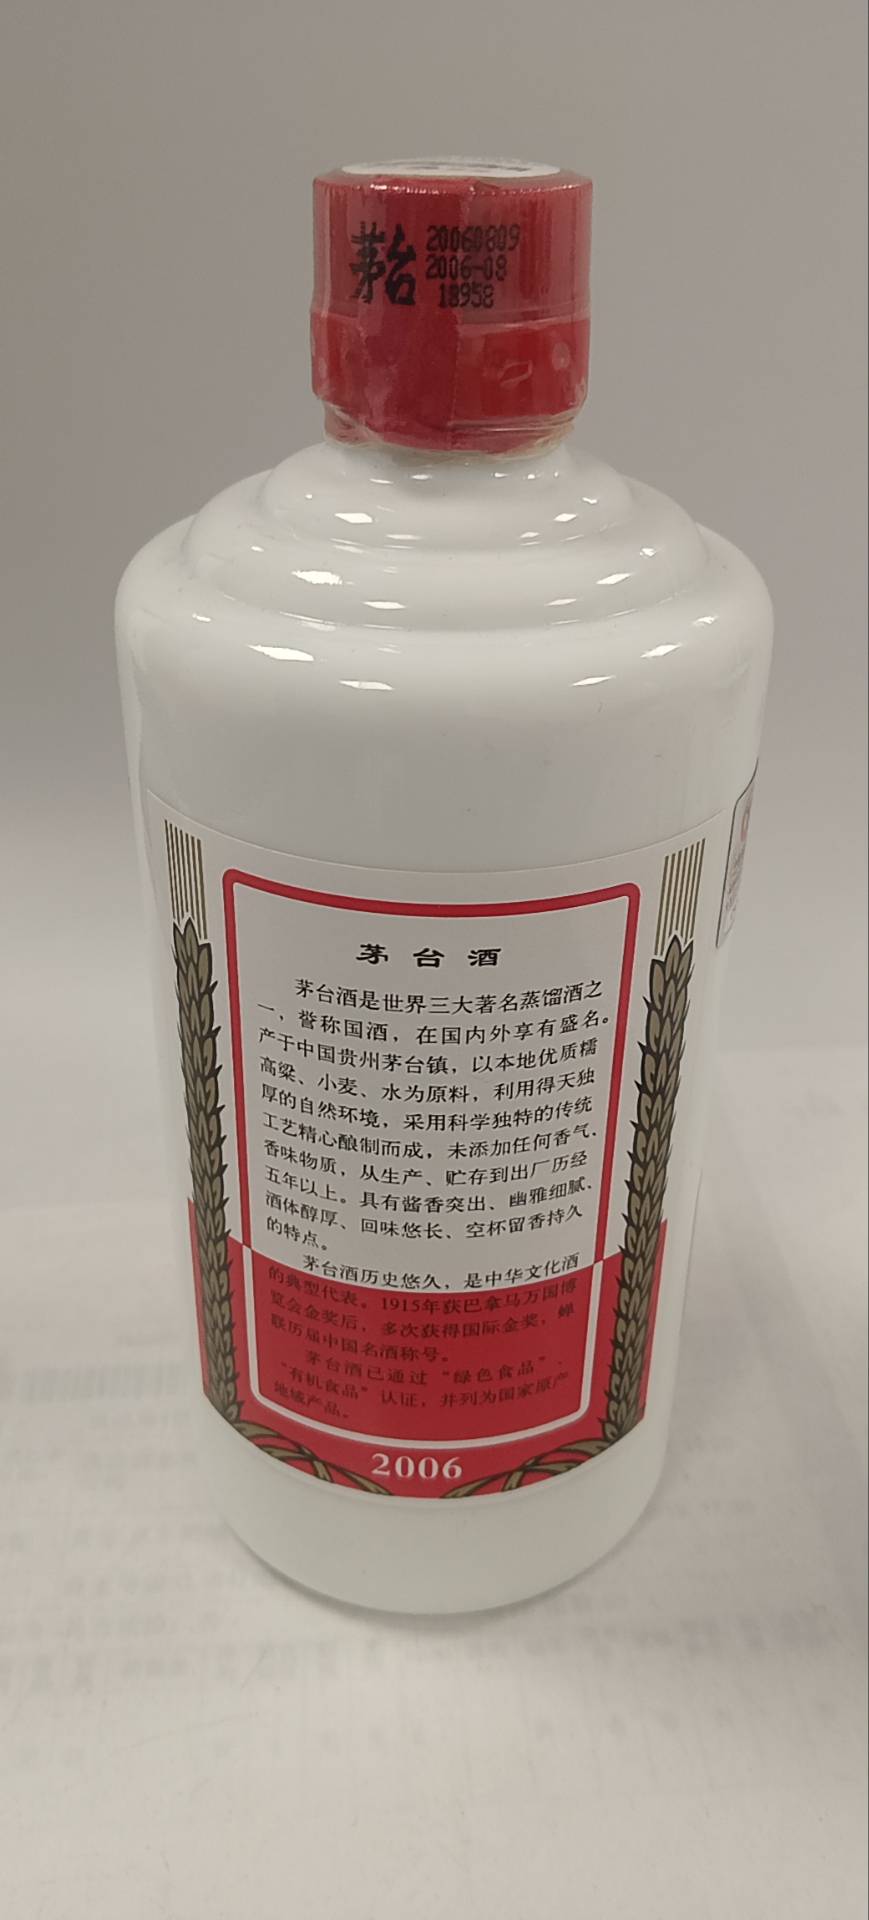 茅台
20060809
2006-08
18958
茅台酒
茅台酒是世界三大著名蒸馏酒之
一，誉称国酒，在国内外享有盛名。
产于中国贵州茅台镇，以本地优质糯
高粱、小麦、水为原料，利用得天独
厚的自然环境，采用科学独特的传统
工艺精心酿制而成，未添加任何香气、
香味物质，从生产、贮存到出厂历经
五年以上。具有酱香突出、幽雅细腻、
酒体醇厚、回味悠长、空杯留香持久
的特点。
茅台酒历史悠久，是中华文化酒
的典型代表。1915年获巴拿马万国博
览会金奖后，多次获得国际金奖，蝉
联历届中国名酒称号。
茅台酒已通过“绿色食品”、
“有机食品”认证，并列为国家原产
地域产品。
2006